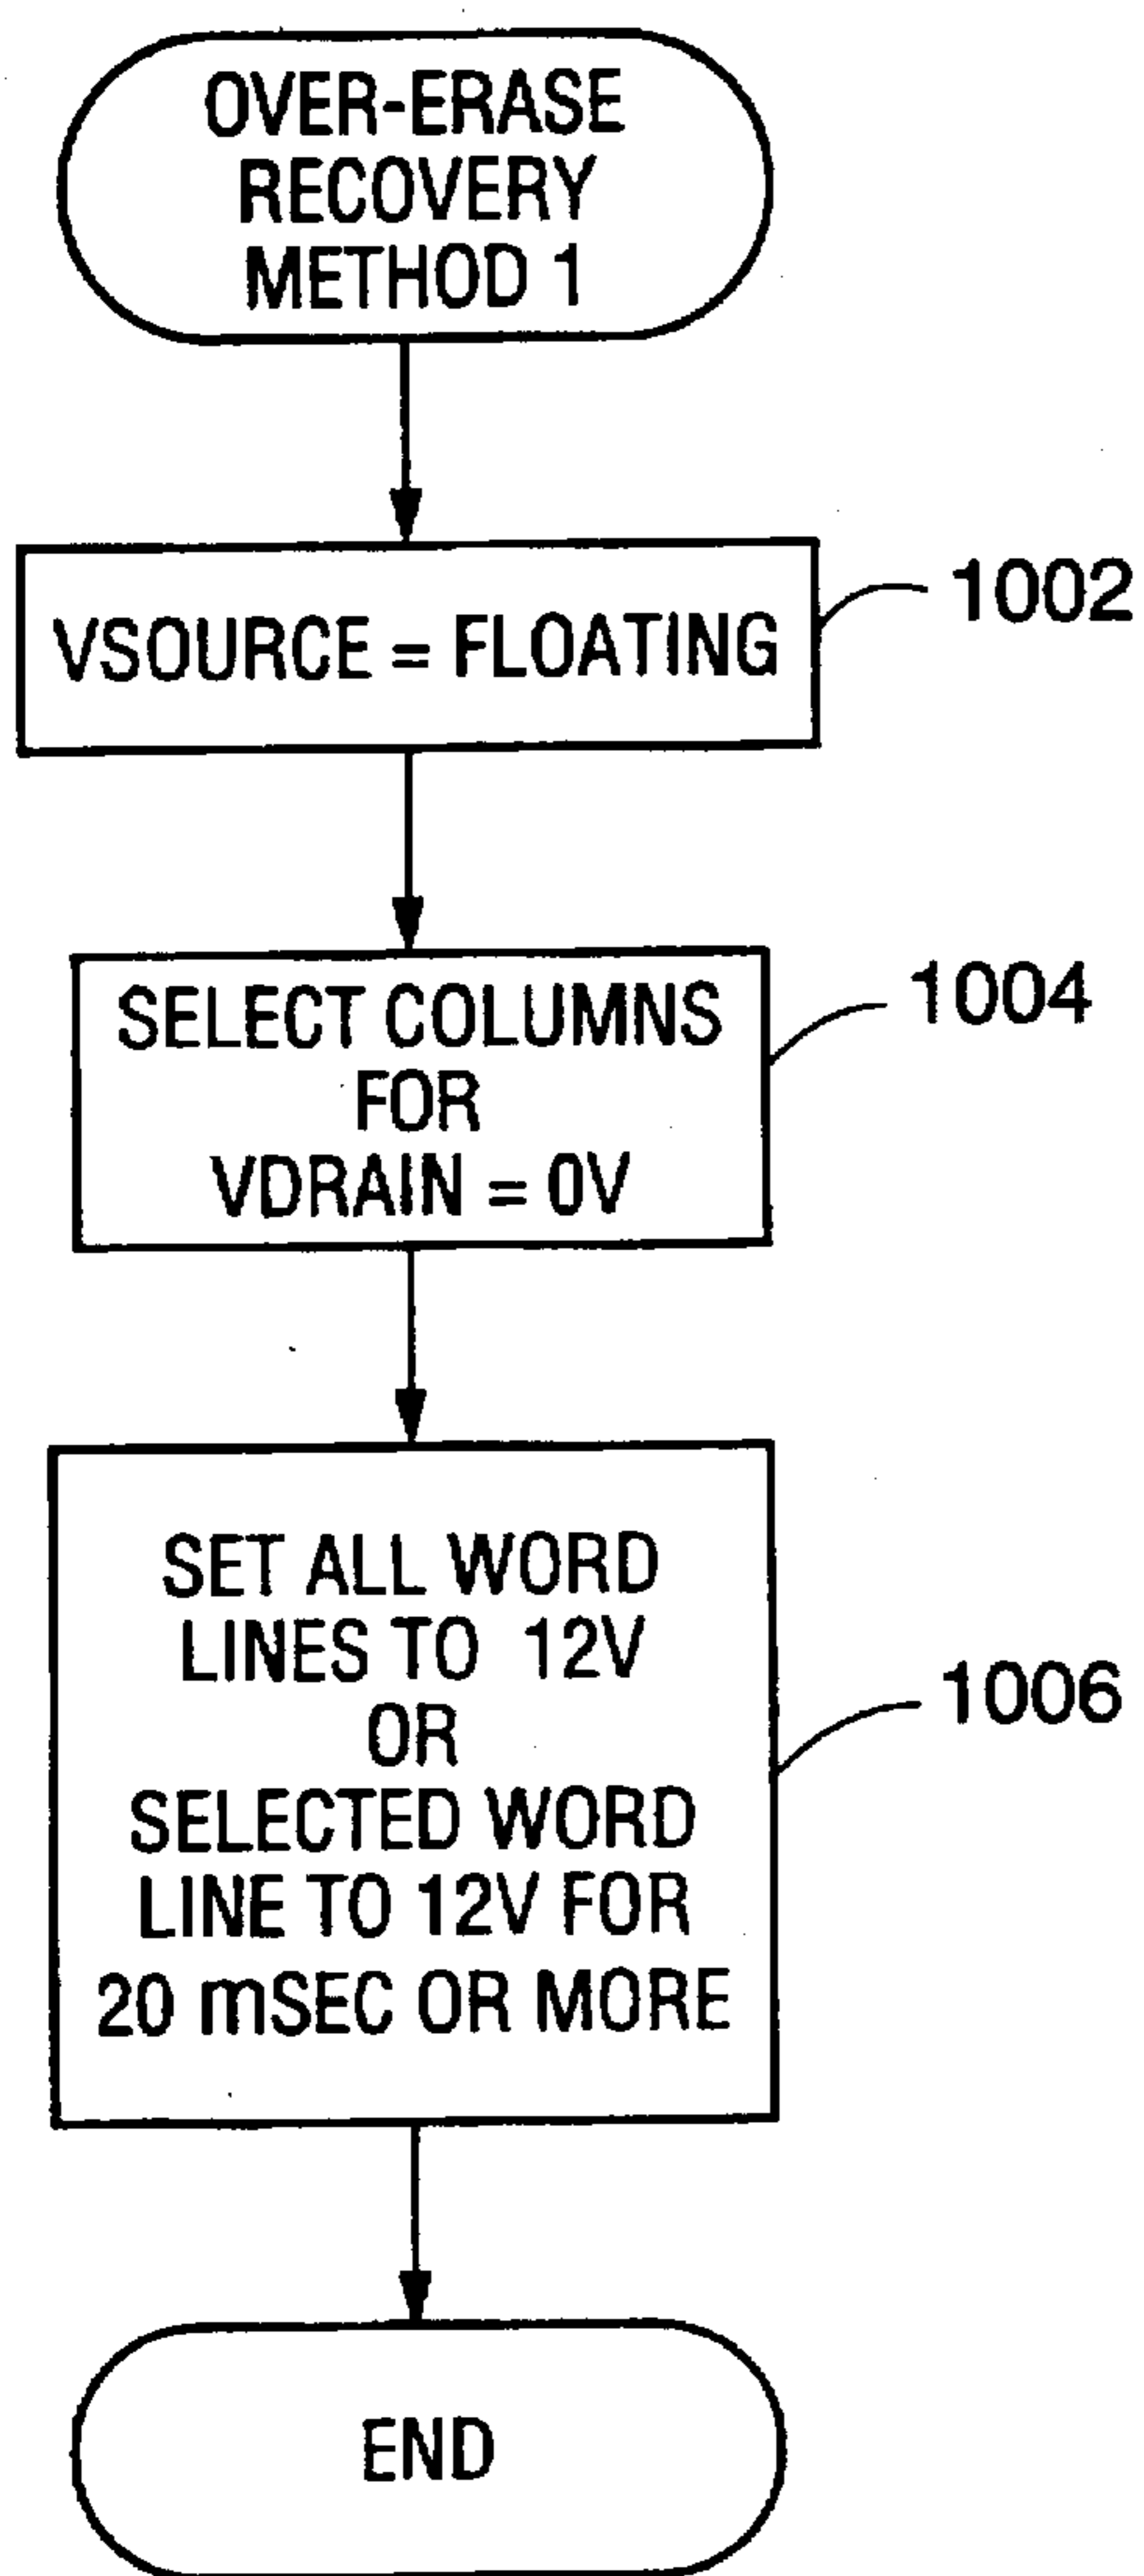 OVER-ERASE
RECOVERY
METHOD 1
VSOURCE = FLOATING
1002
SELECT COLUMNS
FOR
VDRAIN = 0V
1004
SET ALL WORD
LINES TO 12V
OR
SELECTED WORD
LINE TO 12V FOR
20 mSEC OR MORE
1006
END